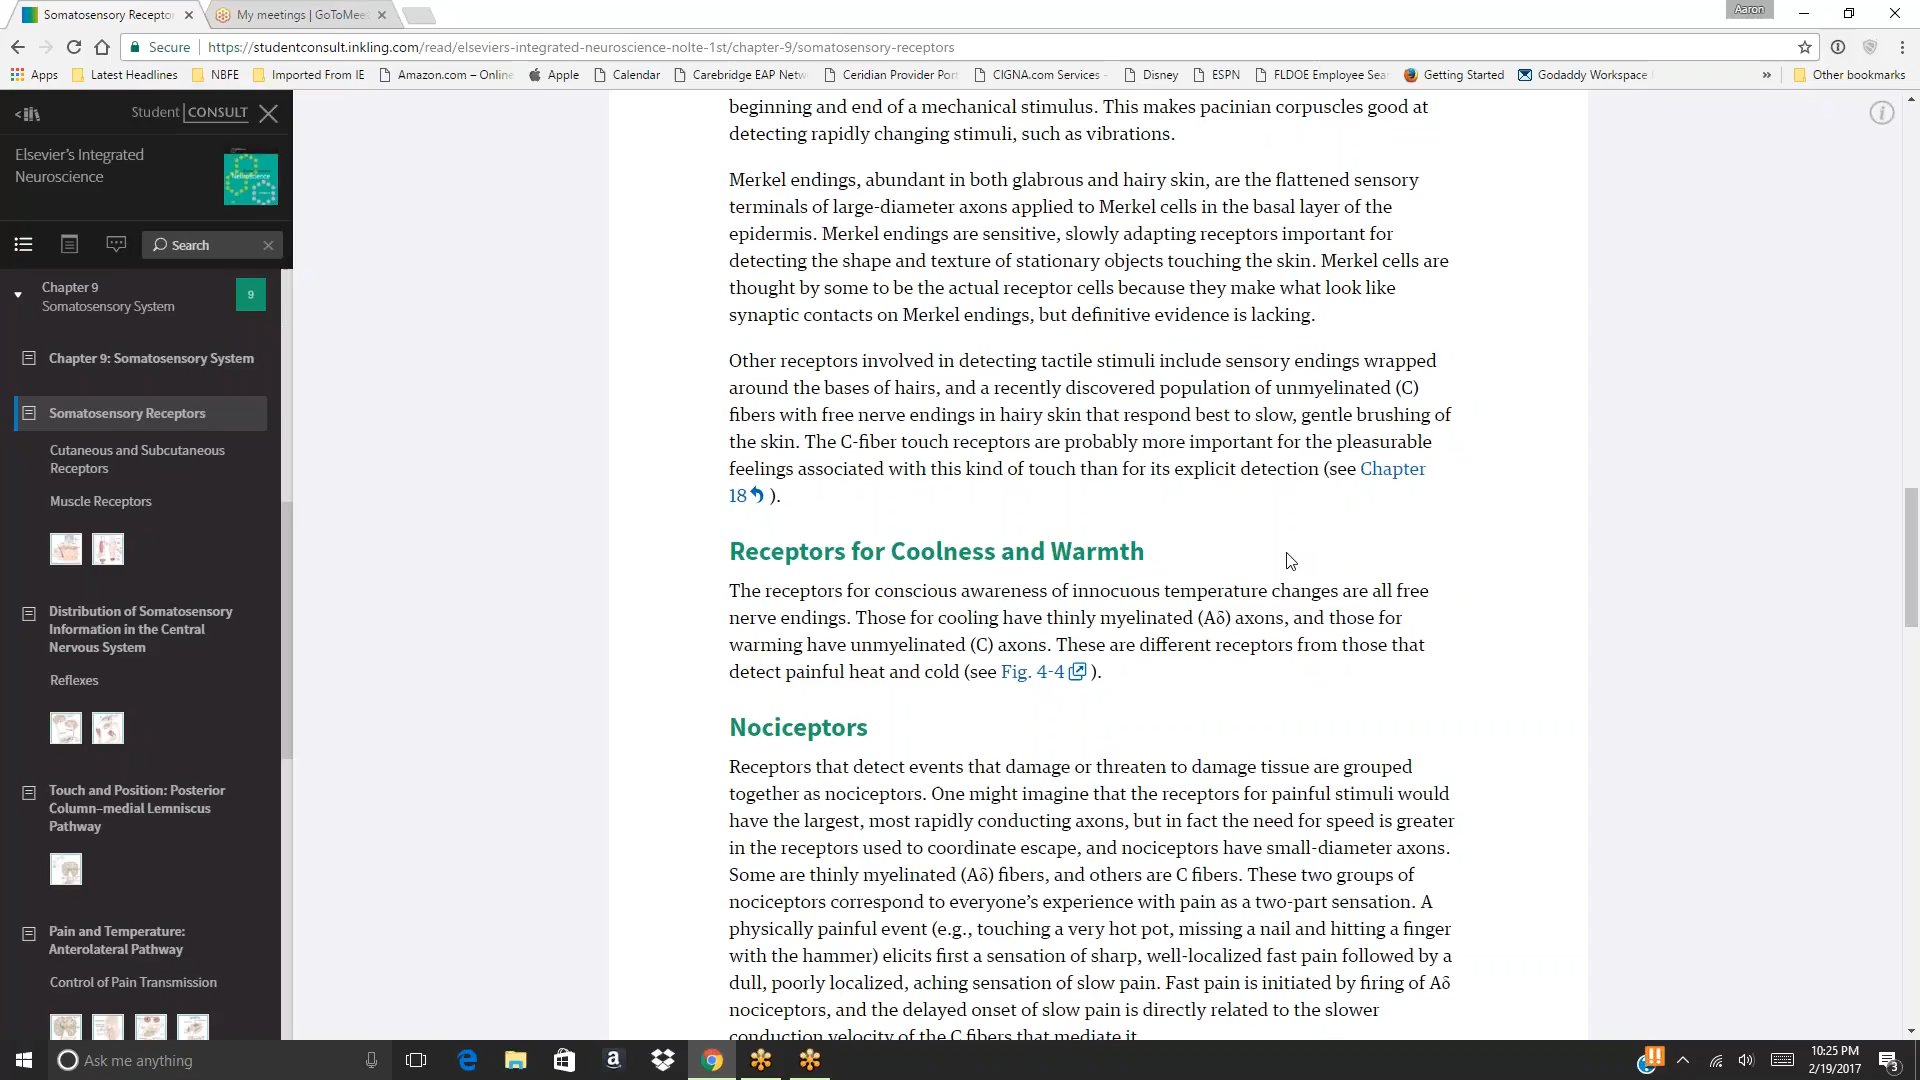 Somatosensory Recepto
My meetings | GoToMee
Aaron
Secure
https://studentconsult.inkling.com/read/elseviers-integrated-neuroscience-nolte-1st/chapter-9/somatosensory-receptors
Apps
Latest Headlines
NBFE
Imported From IE
Amazon.com – Online
Apple
Calendar
Carebridge EAP Netw
Ceridian Provider Por
CIGNA.com Services -
Disney
ESPN
FLDOE Employee Sea
Getting Started
Godaddy Workspace
»
Other bookmarks
Student CONSULT
Elsevier's Integrated
Neuroscience
Search
Chapter 9
Somatosensory System
9
Chapter 9: Somatosensory System
Somatosensory Receptors
Cutaneous and Subcutaneous
Receptors
Muscle Receptors
Distribution of Somatosensory
Information in the Central
Nervous System
Reflexes
Touch and Position: Posterior
Column–medial Lemniscus
Pathway
Pain and Temperature:
Anterolateral Pathway
Control of Pain Transmission
beginning and end of a mechanical stimulus. This makes pacinian corpuscles good at
detecting rapidly changing stimuli, such as vibrations.
Merkel endings, abundant in both glabrous and hairy skin, are the flattened sensory
terminals of large-diameter axons applied to Merkel cells in the basal layer of the
epidermis. Merkel endings are sensitive, slowly adapting receptors important for
detecting the shape and texture of stationary objects touching the skin. Merkel cells are
thought by some to be the actual receptor cells because they make what look like
synaptic contacts on Merkel endings, but definitive evidence is lacking.
Other receptors involved in detecting tactile stimuli include sensory endings wrapped
around the bases of hairs, and a recently discovered population of unmyelinated (C)
fibers with free nerve endings in hairy skin that respond best to slow, gentle brushing of
the skin. The C-fiber touch receptors are probably more important for the pleasurable
feelings associated with this kind of touch than for its explicit detection (see Chapter
18 ).
Receptors for Coolness and Warmth
The receptors for conscious awareness of innocuous temperature changes are all free
nerve endings. Those for cooling have thinly myelinated (Aδ) axons, and those for
warming have unmyelinated (C) axons. These are different receptors from those that
detect painful heat and cold (see Fig. 4-4 ).
Nociceptors
Receptors that detect events that damage or threaten to damage tissue are grouped
together as nociceptors. One might imagine that the receptors for painful stimuli would
have the largest, most rapidly conducting axons, but in fact the need for speed is greater
in the receptors used to coordinate escape, and nociceptors have small-diameter axons.
Some are thinly myelinated (Aδ) fibers, and others are C fibers. These two groups of
nociceptors correspond to everyone's experience with pain as a two-part sensation. A
physically painful event (e.g., touching a very hot pot, missing a nail and hitting a finger
with the hammer) elicits first a sensation of sharp, well-localized fast pain followed by a
dull, poorly localized, aching sensation of slow pain. Fast pain is initiated by firing of Aδ
nociceptors, and the delayed onset of slow pain is directly related to the slower
conduction velocity of the C fibers that mediate it.
Ask me anything
10:25 PM
2/19/2017
3